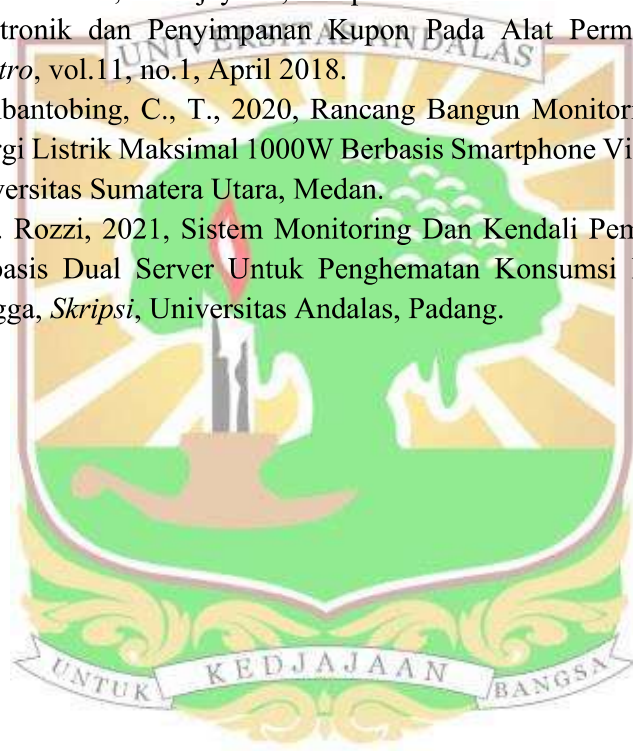 tronik dan Penyimpanan Kupon Pada Alat Perm
UNIVERSITAS ANDALAS
tro, vol.11, no.1, April 2018.
bantobing, C., T., 2020, Rancang Bangun Monitori
rgi Listrik Maksimal 1000W Berbasis Smartphone Vi
versitas Sumatera Utara, Medan.
. Rozzi, 2021, Sistem Monitoring Dan Kendali Pem
basis Dual Server Untuk Penghematan Konsumsi
gga, Skripsi, Universitas Andalas, Padang.
UNTUK KEDJAJAAN BANGSA